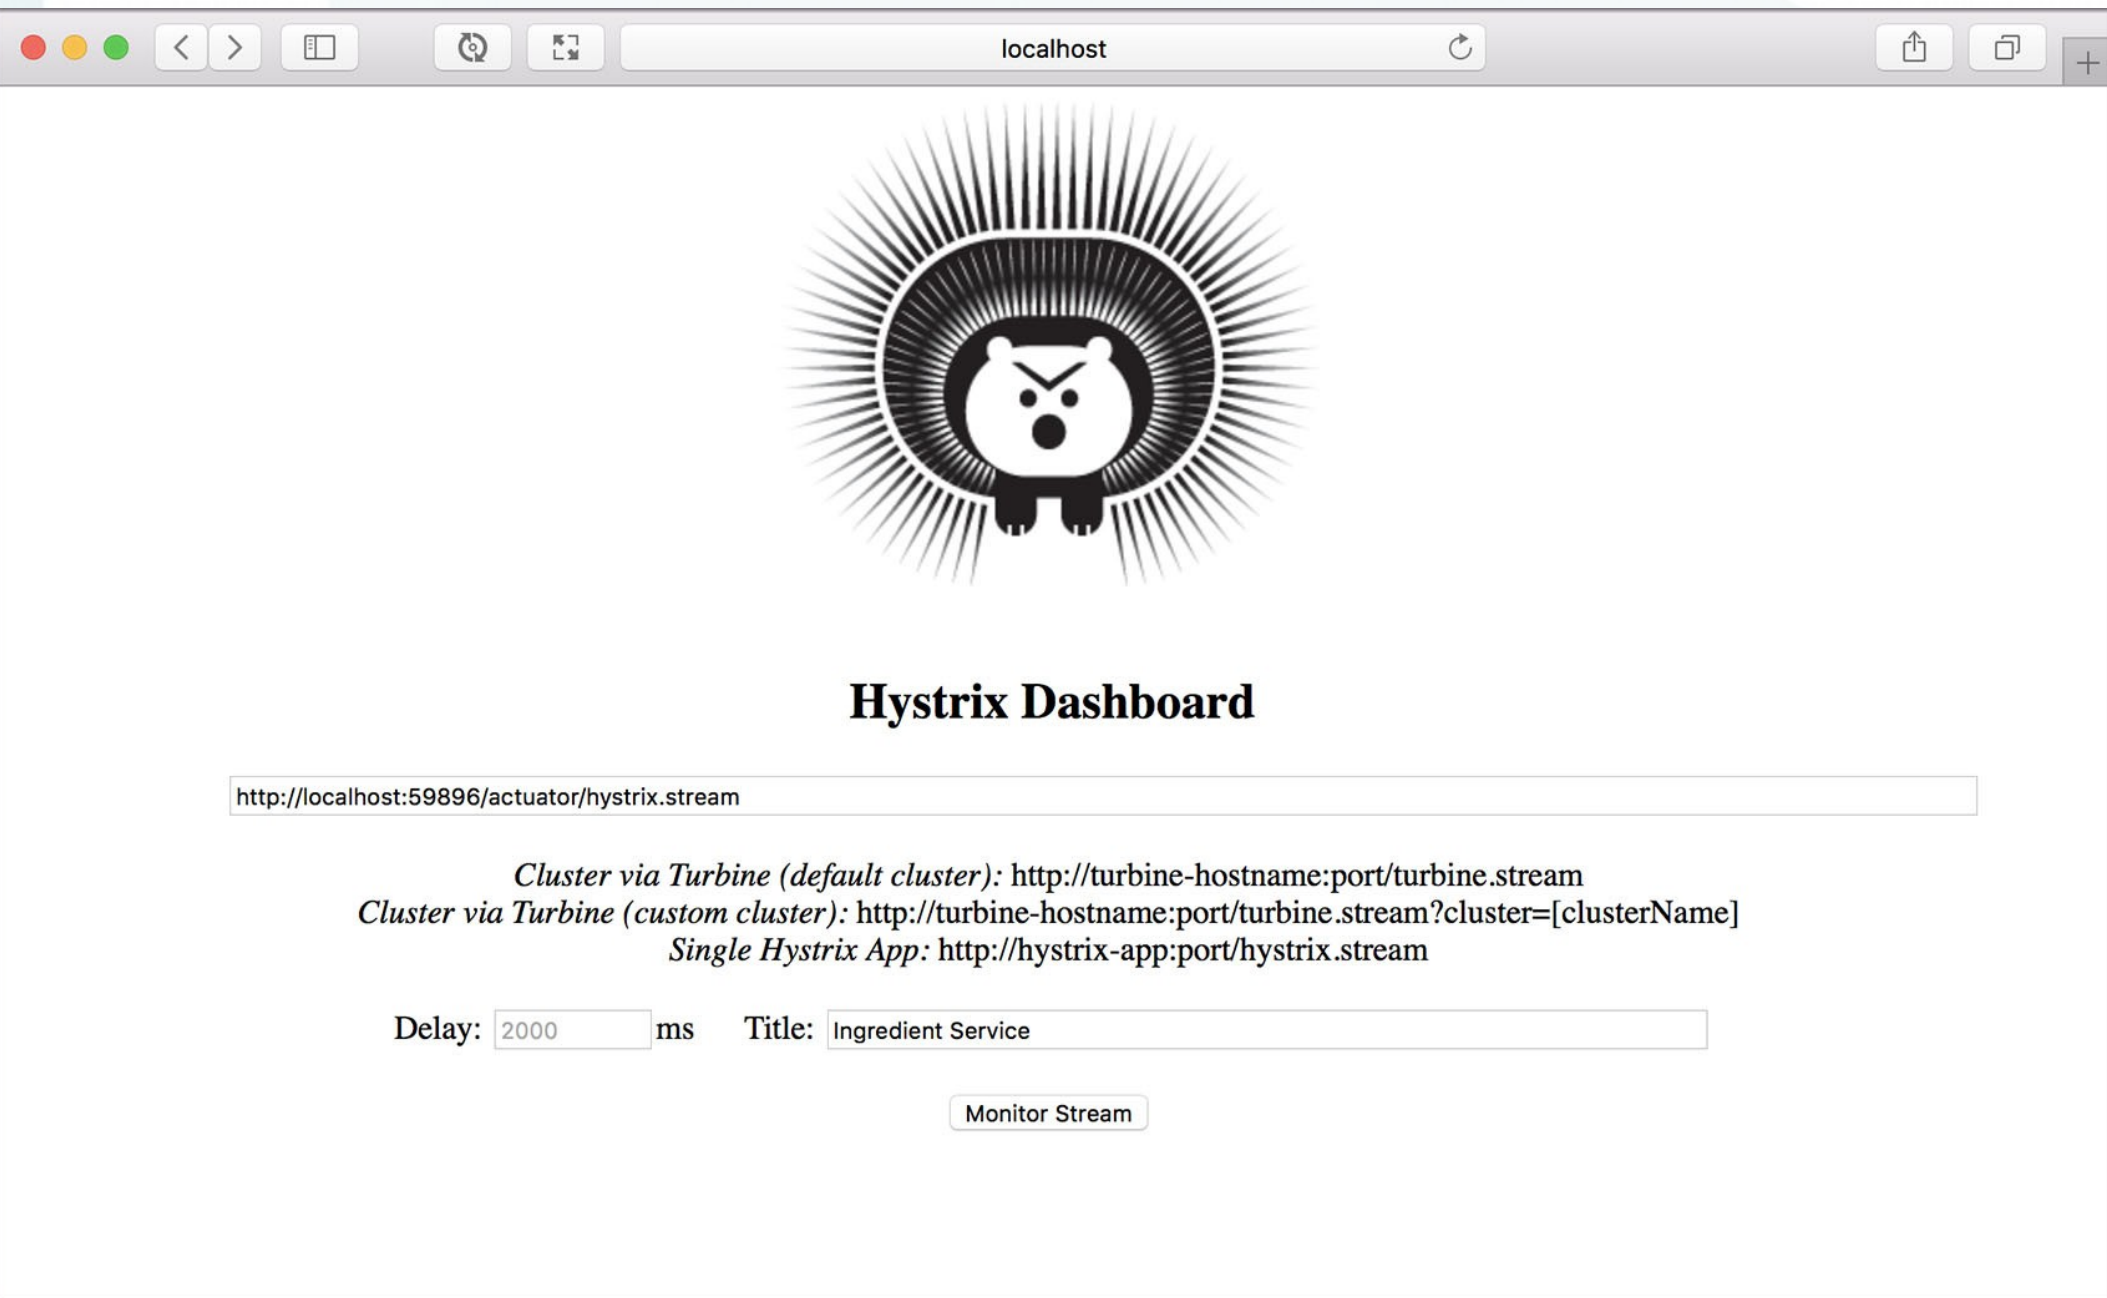 localhost
Hystrix Dashboard
http://localhost:59896/actuator/hystrix.stream
Cluster via Turbine (default cluster): http://turbine-hostname:port/turbine.stream
Cluster via Turbine (custom cluster): http://turbine-hostname:port/turbine.stream?cluster=[clusterName]
Single Hystrix App: http://hystrix-app:port/hystrix.stream
Delay: 2000 ms Title: Ingredient Service
Monitor Stream